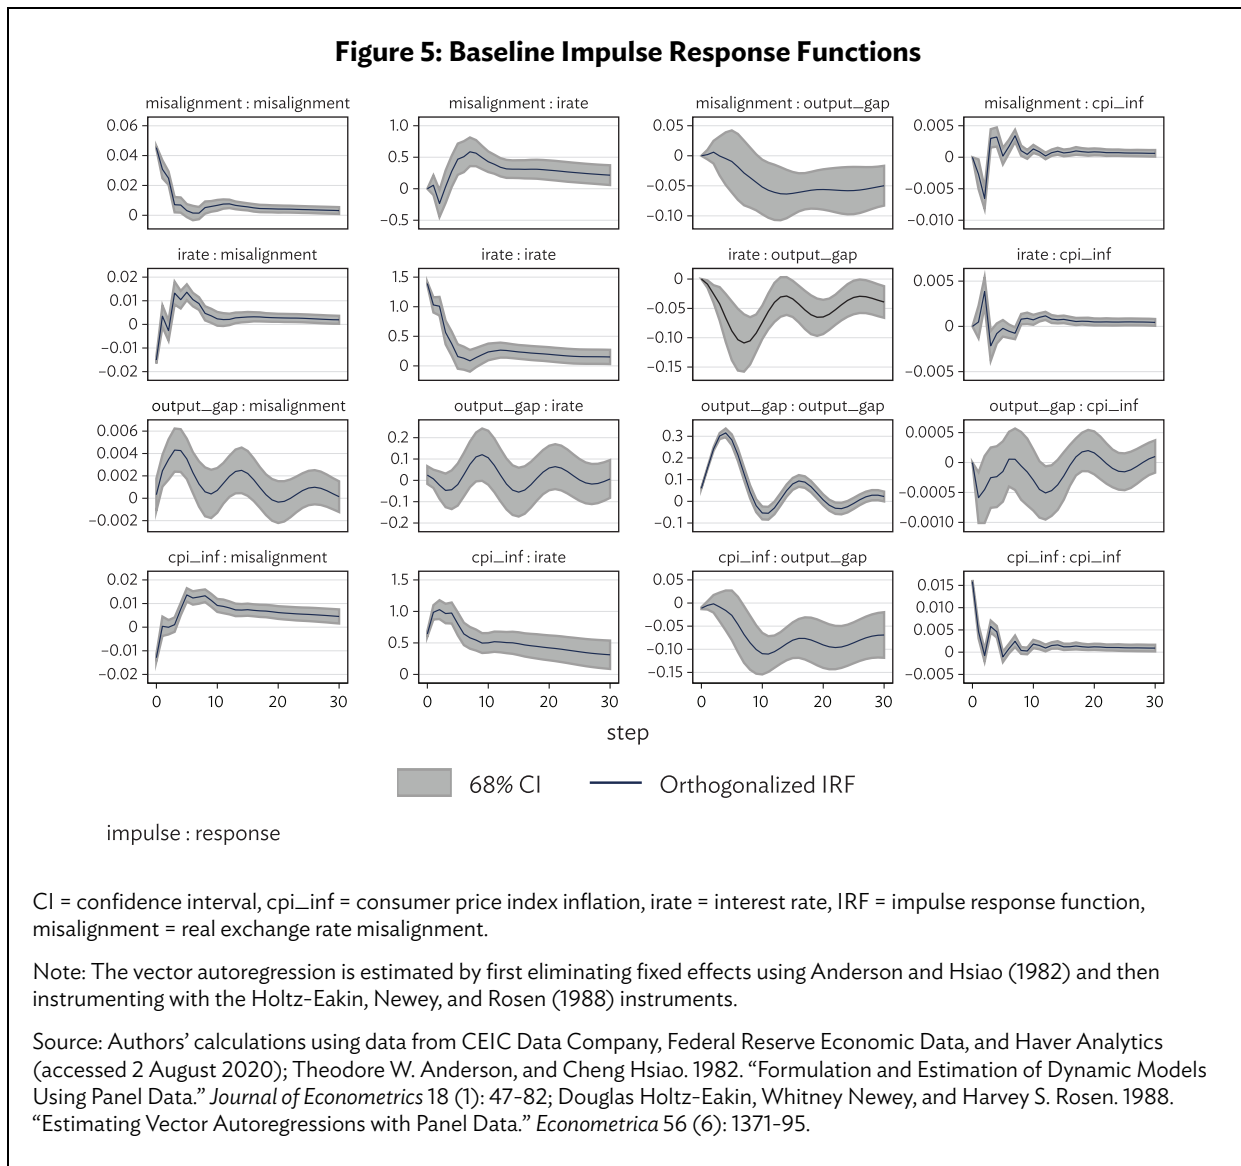 Figure 5: Baseline Impulse Response Functions
misalignment : misalignment
misalignment : irate
misalignment : output_gap
misalignment : cpi_inf
0.06
0.04
0.02
0
1.0
0.5
0
−0.5
0.05
0
−0.05
−0.10
0.005
0
−0.005
−0.010
irate : misalignment
irate : irate
irate : output_gap
irate : cpi_inf
0.02
0.01
0
−0.01
−0.02
1.5
1.0
0.5
0
0
−0.05
−0.10
−0.15
0.005
0
−0.005
output_gap : misalignment
output_gap : irate
output_gap : output_gap
output_gap : cpi_inf
0.006
0.004
0.002
0
−0.002
0.2
0.1
0
−0.1
−0.2
0.3
0.2
0.1
0
−0.1
0.0005
0
−0.0005
−0.0010
cpi_inf : misalignment
cpi_inf : irate
cpi_inf : output_gap
cpi_inf : cpi_inf
0.02
0.01
0
−0.01
−0.02
1.5
1.0
0.5
0
0.05
0
−0.05
−0.10
−0.15
0.015
0.010
0.005
0
−0.005
0 10 20 30
0 10 20 30
0 10 20 30
0 10 20 30
step
68% CI
Orthogonalized IRF
impulse : response
CI = confidence interval, cpi_inf = consumer price index inflation, irate = interest rate, IRF = impulse response function,
misalignment = real exchange rate misalignment.
Note: The vector autoregression is estimated by first eliminating fixed effects using Anderson and Hsiao (1982) and then
instrumenting with the Holtz-Eakin, Newey, and Rosen (1988) instruments.
Source: Authors’ calculations using data from CEIC Data Company, Federal Reserve Economic Data, and Haver Analytics
(accessed 2 August 2020); Theodore W. Anderson, and Cheng Hsiao. 1982. “Formulation and Estimation of Dynamic Models
Using Panel Data.” Journal of Econometrics 18 (1): 47–82; Douglas Holtz-Eakin, Whitney Newey, and Harvey S. Rosen. 1988.
“Estimating Vector Autoregressions with Panel Data.” Econometrica 56 (6): 1371–95.